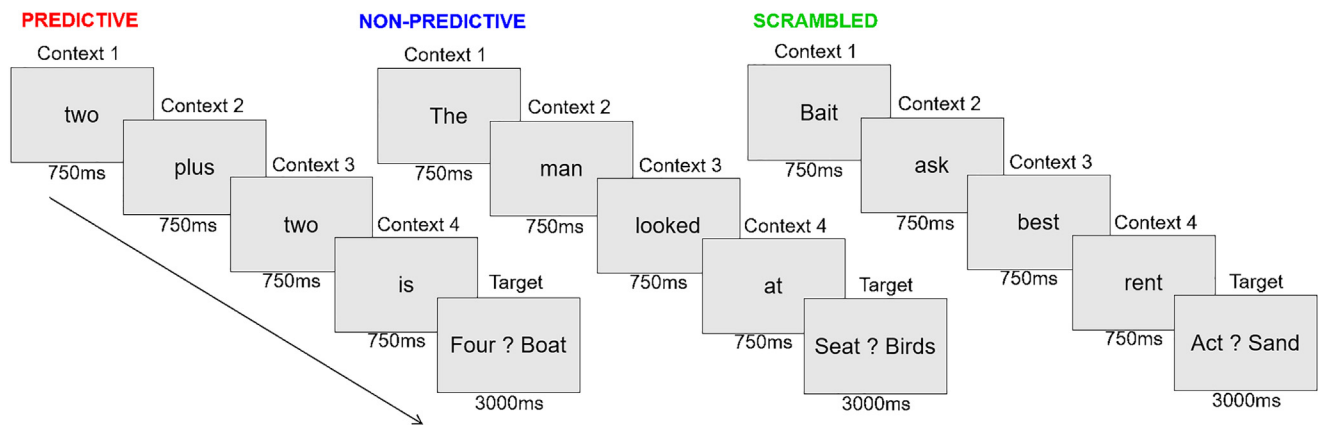 PREDICTIVE
Context 1
two
750ms
Context 2
plus
750ms
Context 3
two
750ms
Context 4
is
750ms
Target
Four ? Boat
3000ms
NON-PREDICTIVE
Context 1
The
750ms
Context 2
man
750ms
Context 3
looked
750ms
Context 4
at
750ms
Target
Seat ? Birds
3000ms
SCRAMBLED
Context 1
Bait
750ms
Context 2
ask
750ms
Context 3
best
750ms
Context 4
rent
750ms
Target
Act ? Sand
3000ms